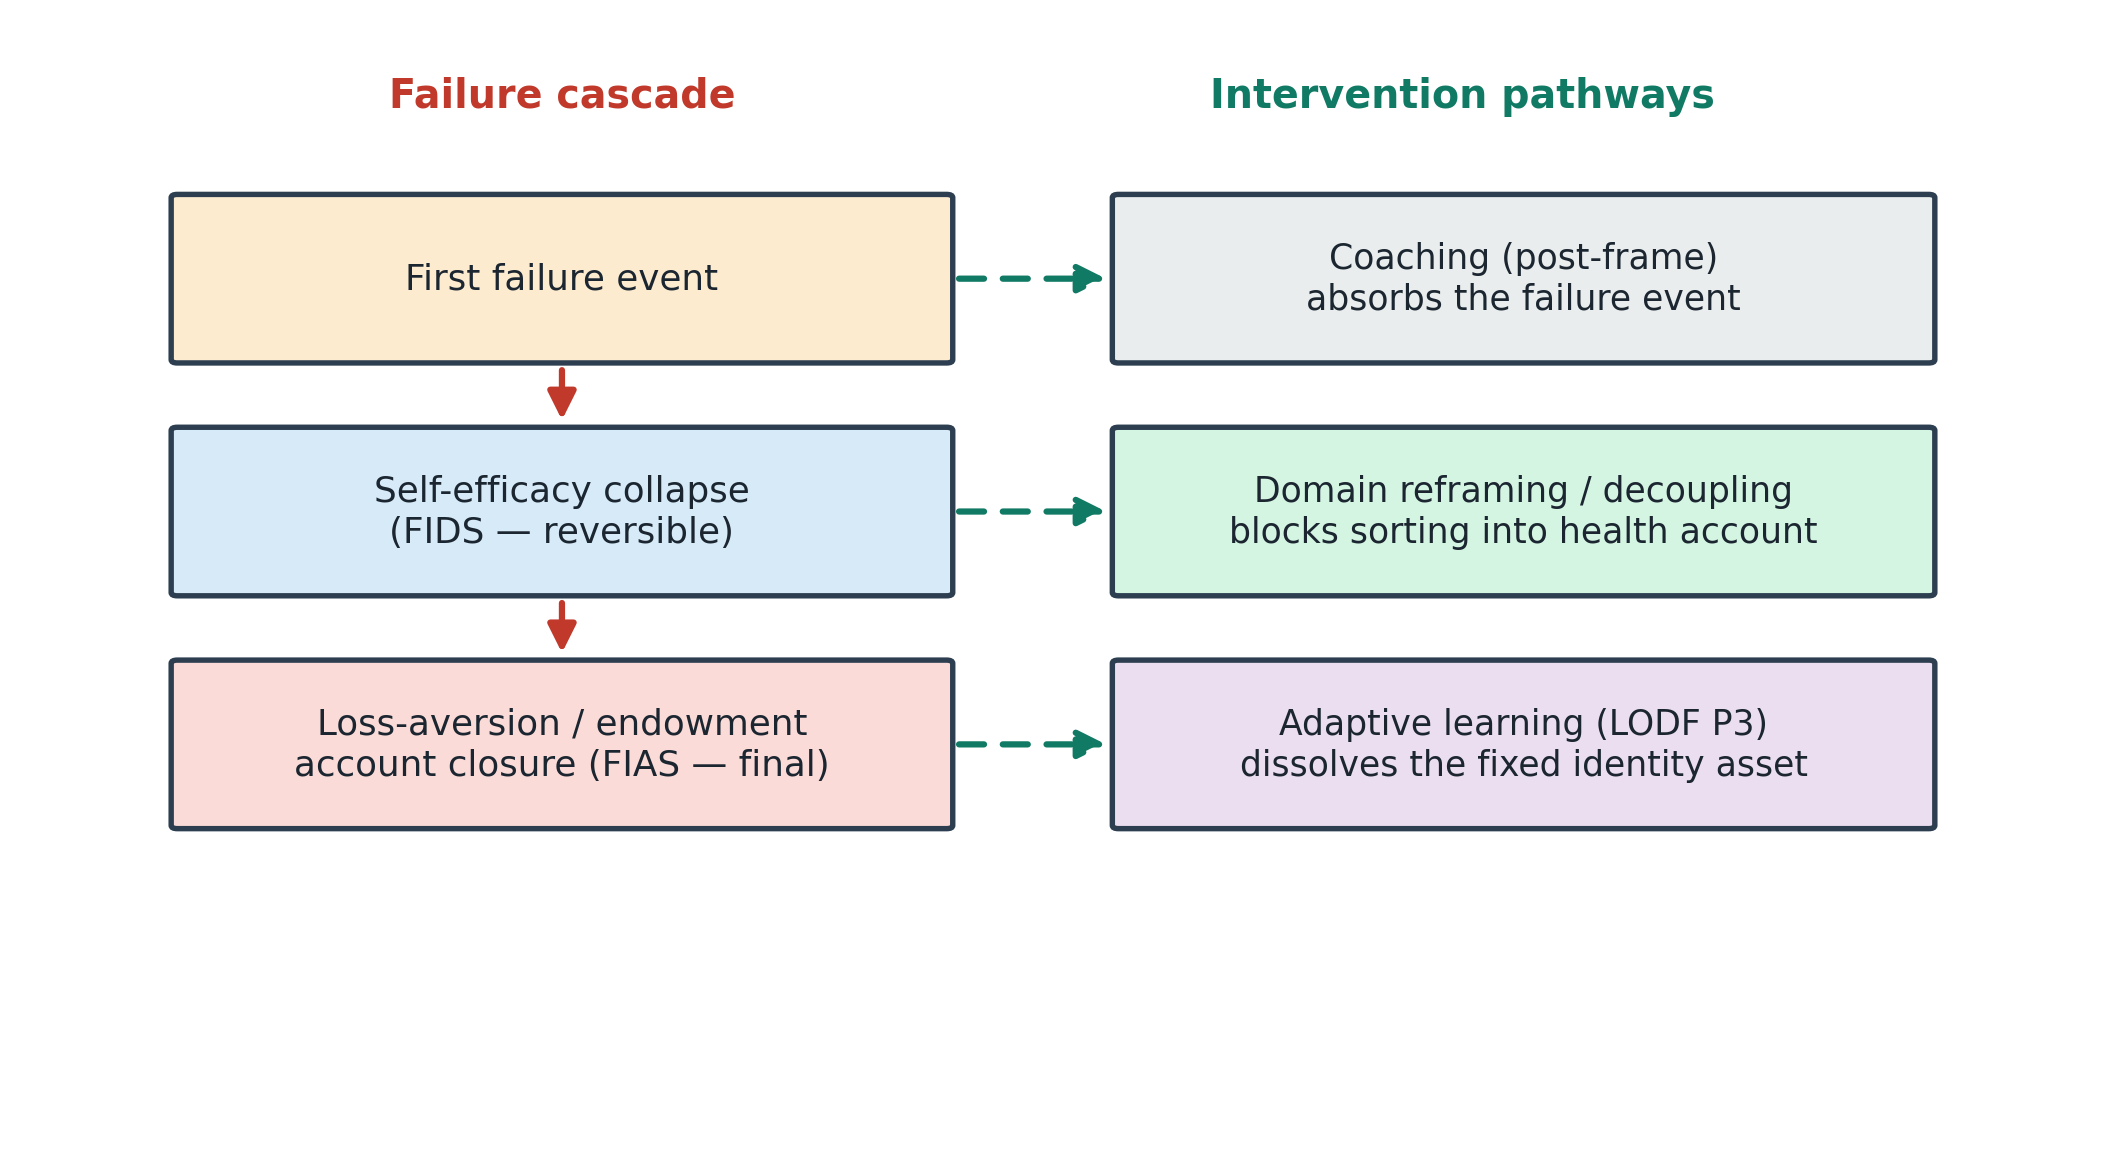 Failure cascade
Intervention pathways
First failure event
Coaching (post-frame)
absorbs the failure event
Self-efficacy collapse
(FIDS — reversible)
Domain reframing / decoupling
blocks sorting into health account
Loss-aversion / endowment
account closure (FIAS — final)
Adaptive learning (LODF P3)
dissolves the fixed identity asset